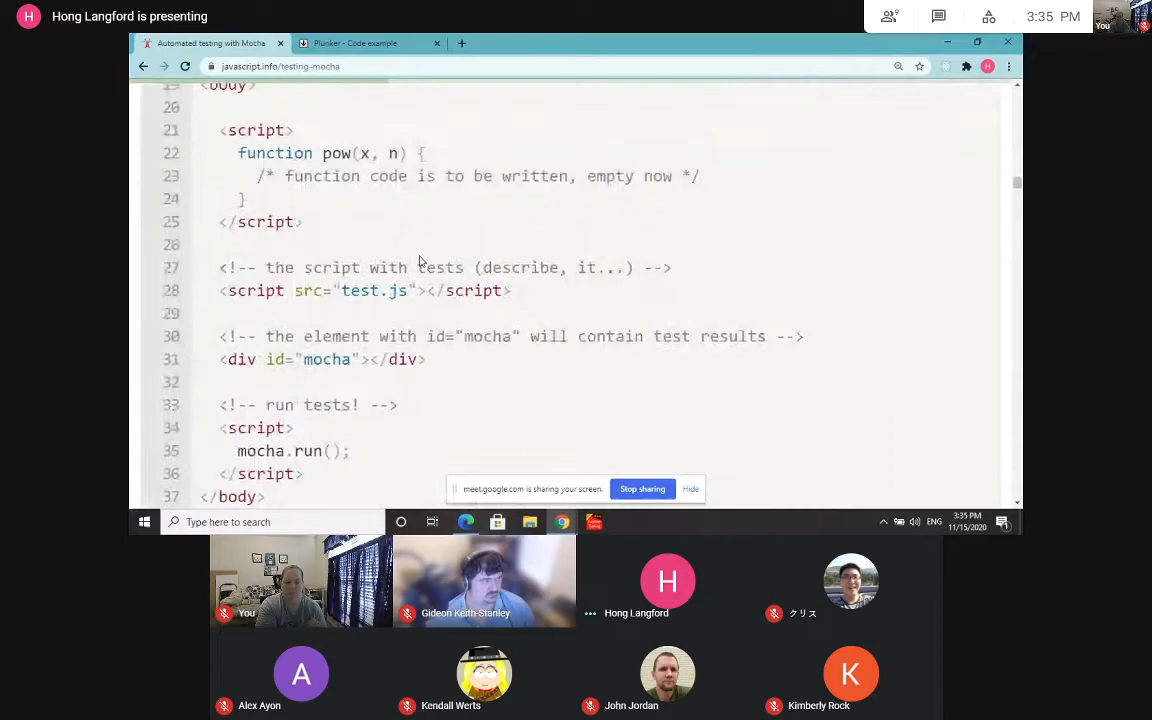 H Hong Langford is presenting
9
3:35 PM
You
Automated testing with Mocha
Plunker - Code example
javascript.info/testing-mocha
H
19 <body>
20
21 <script>
22 function pow(x, n) {
23 /* function code is to be written, empty now */
24 }
25 </script>
26
27 <!-- the script with tests (describe, it...) -->
28 <script src="test.js"></script>
29
30 <!-- the element with id="mocha" will contain test results -->
31 <div id="mocha"></div>
32
33 <!-- run tests! -->
34 <script>
35 mocha.run();
36 </script>
37 </body>
meet.google.com is sharing your screen. Stop sharing Hide
Type here to search
ENG
3:35 PM
11/15/2020
1
You
Gideon Keith-Stanley
H
Hong Langford
クリス
A
Alex Ayon
Kendall Werts
John Jordan
K
Kimberly Rock